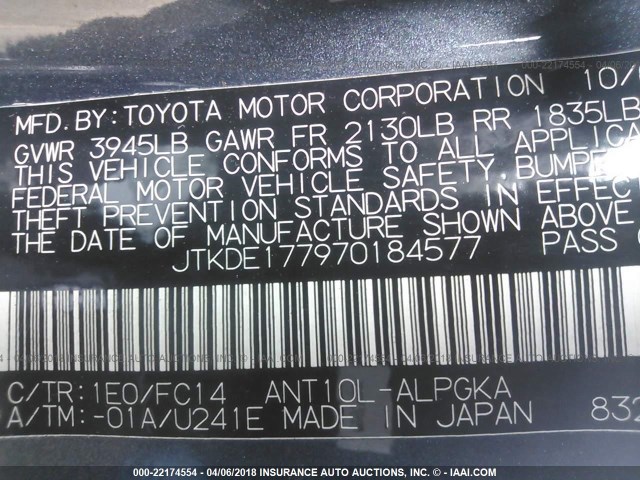 MFD.BY:TOYOTA MOTOR CORPORATION 10/
GVWR 3945LB GAWR FR 2130LB RR 1835LB
THIS VEHICLE CONFORMS TO ALL APPLICA
FEDERAL MOTOR VEHICLE SAFETY,BUMPE
THEFT PREVENTION STANDARDS IN EFFEC
THE DATE OF MANUFACTURE SHOWN ABOVE
JTKDE177970184577 PASS
C/TR:1E0/FC14 ANT10L-ALPGKA
A/TM:-01A/U241E MADE IN JAPAN 832
000-22174554 - 04/06/2018 - INSURANCE AUTO AUCTIONS, INC. - IAAI.COM